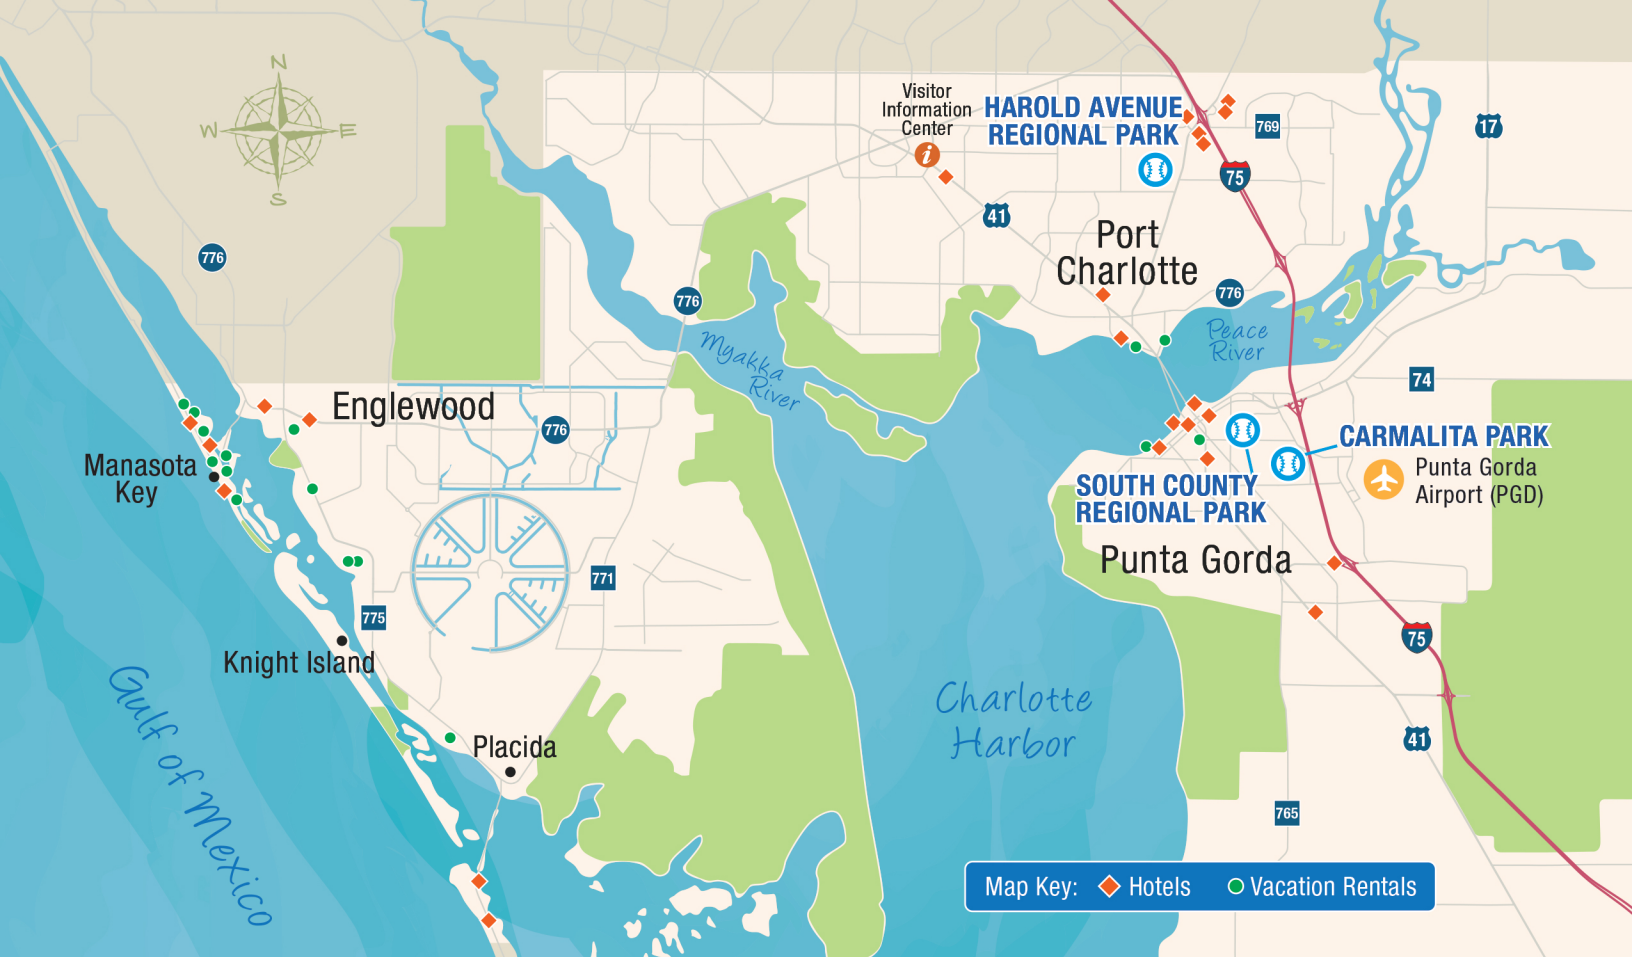 N
W
E
S
Visitor
Information
Center
i
HAROLD AVENUE
REGIONAL PARK
769
17
75
41
776
Port
Charlotte
776
776
Peace
River
Myakka
River
74
Englewood
776
CARMALITA PARK
Punta Gorda
Airport (PGD)
Manasota
Key
SOUTH COUNTY
REGIONAL PARK
Punta Gorda
771
775
75
Knight Island
Gulf of Mexico
Charlotte
Harbor
41
Placida
765
Map Key:
Hotels
Vacation Rentals